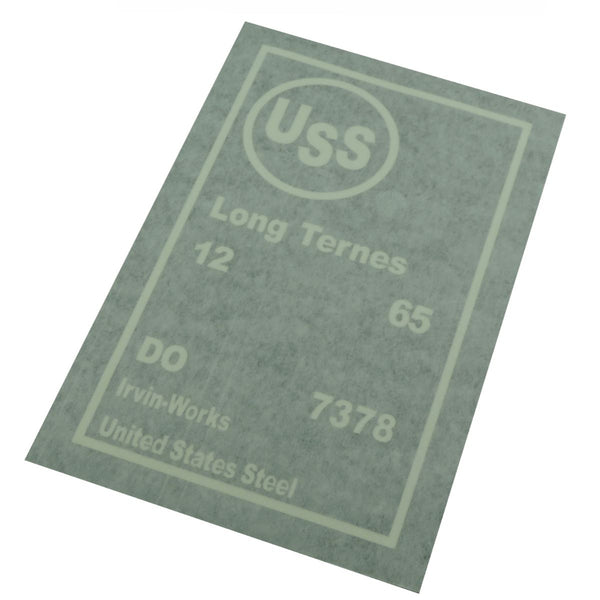 USS
Long Ternes
12
65
DO
7378
Irvin-Works
United States Steel